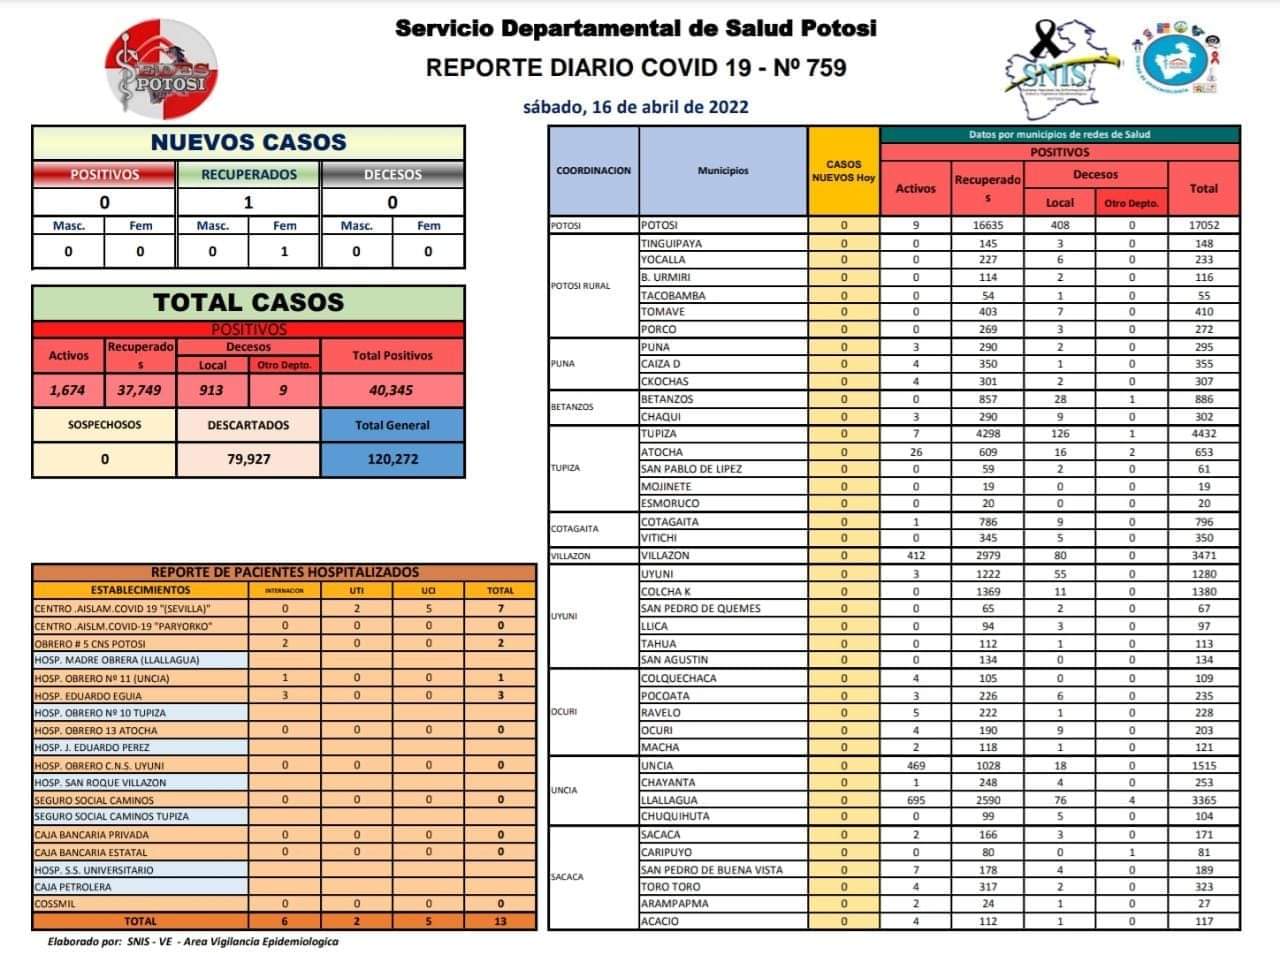 Servicio Departamental de Salud Potosi
REPORTE DIARIO COVID 19 - Nº 759
sábado, 16 de abril de 2022
SEDES
POTOSI
SNIS
NUEVOS CASOS
POSITIVOS RECUPERADOS DECESOS
0 1 0
Masc. Fem Masc. Fem Masc. Fem
0 0 0 1 0 0
TOTAL CASOS
POSITIVOS
Activos Recuperados Decesos Total Positivos
Local Otro Depto.
1,674 37,749 913 9 40,345
SOSPECHOSOS DESCARTADOS Total General
0 79,927 120,272
REPORTE DE PACIENTES HOSPITALIZADOS
ESTABLECIMIENTOS INTERNACION UTI UCI TOTAL
CENTRO .AISLAM.COVID 19 "(SEVILLA)" 0 2 5 7
CENTRO .AISLM.COVID-19 "PARYORKO" 0 0 0 0
OBRERO # 5 CNS POTOSI 2 0 0 2
HOSP. MADRE OBRERA (LLALLAGUA)
HOSP. OBRERO Nº 11 (UNCIA) 1 0 0 1
HOSP. EDUARDO EGUIA 3 0 0 3
HOSP. OBRERO Nº 10 TUPIZA
HOSP. OBRERO 13 ATOCHA 0 0 0 0
HOSP. J. EDUARDO PEREZ
HOSP. OBRERO C.N.S. UYUNI 0 0 0 0
HOSP. SAN ROQUE VILLAZON
SEGURO SOCIAL CAMINOS 0 0 0 0
SEGURO SOCIAL CAMINOS TUPIZA
CAJA BANCARIA PRIVADA 0 0 0 0
CAJA BANCARIA ESTATAL 0 0 0 0
HOSP. S.S. UNIVERSITARIO
CAJA PETROLERA
COSSMIL 0 0 0 0
TOTAL 6 2 5 13
Elaborado por: SNIS - VE - Area Vigilancia Epidemiologica
Datos por municipios de redes de Salud
POSITIVOS
COORDINACION Municipios CASOS NUEVOS Hoy Activos Recuperados Decesos Total
Local Otro Depto.
POTOSI POTOSI 0 9 16635 408 0 17052
POTOSI RURAL
TINGUIPAYA 0 0 145 3 0 148
YOCALLA 0 0 227 6 0 233
B. URMIRI 0 0 114 2 0 116
TACOBAMBA 0 0 54 1 0 55
TOMAVE 0 0 403 7 0 410
PORCO 0 0 269 3 0 272
PUNA
PUNA 0 3 290 2 0 295
CAIZA D 0 4 350 1 0 355
CKOCHAS 0 4 301 2 0 307
BETANZOS
BETANZOS 0 0 857 28 1 886
CHAQUI 0 3 290 9 0 302
TUPIZA
TUPIZA 0 7 4298 126 1 4432
ATOCHA 0 26 609 16 2 653
SAN PABLO DE LIPEZ 0 0 59 2 0 61
MOJINETE 0 0 19 0 0 19
ESMORUCO 0 0 20 0 0 20
COTAGAITA
COTAGAITA 0 1 786 9 0 796
VITICHI 0 0 345 5 0 350
VILLAZON VILLAZON 0 412 2979 80 0 3471
UYUNI
UYUNI 0 3 1222 55 0 1280
COLCHA K 0 0 1369 11 0 1380
SAN PEDRO DE QUEMES 0 0 65 2 0 67
LLICA 0 0 94 3 0 97
TAHUA 0 0 112 1 0 113
SAN AGUSTIN 0 0 134 0 0 134
OCURI
COLQUECHACA 0 4 105 0 0 109
POCOATA 0 3 226 6 0 235
RAVELO 0 5 222 1 0 228
OCURI 0 4 190 9 0 203
MACHA 0 2 118 1 0 121
UNCIA
UNCIA 0 469 1028 18 0 1515
CHAYANTA 0 1 248 4 0 253
LLALLAGUA 0 695 2590 76 4 3365
CHUQUIHUTA 0 0 99 5 0 104
SACACA
SACACA 0 2 166 3 0 171
CARIPUYO 0 0 80 0 1 81
SAN PEDRO DE BUENA VISTA 0 7 178 4 0 189
TORO TORO 0 4 317 2 0 323
ARAMPAPMA 0 2 24 1 0 27
ACACIO 0 4 112 1 0 117